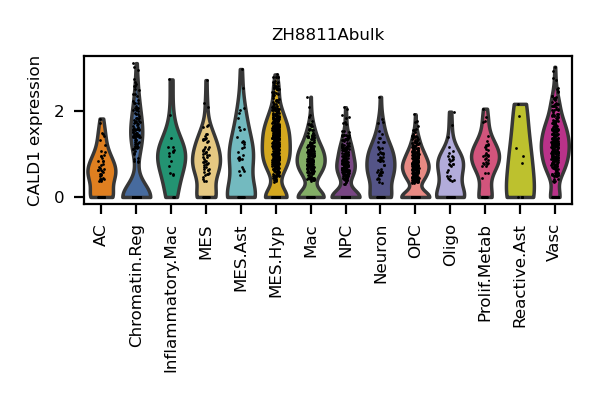 ZH8811Abulk
CALD1 expression
2
0
AC
Chromatin.Reg
Inflammatory.Mac
MES
MES.Ast
MES.Hyp
Mac
NPC
Neuron
OPC
Oligo
Prolif.Metab
Reactive.Ast
Vasc